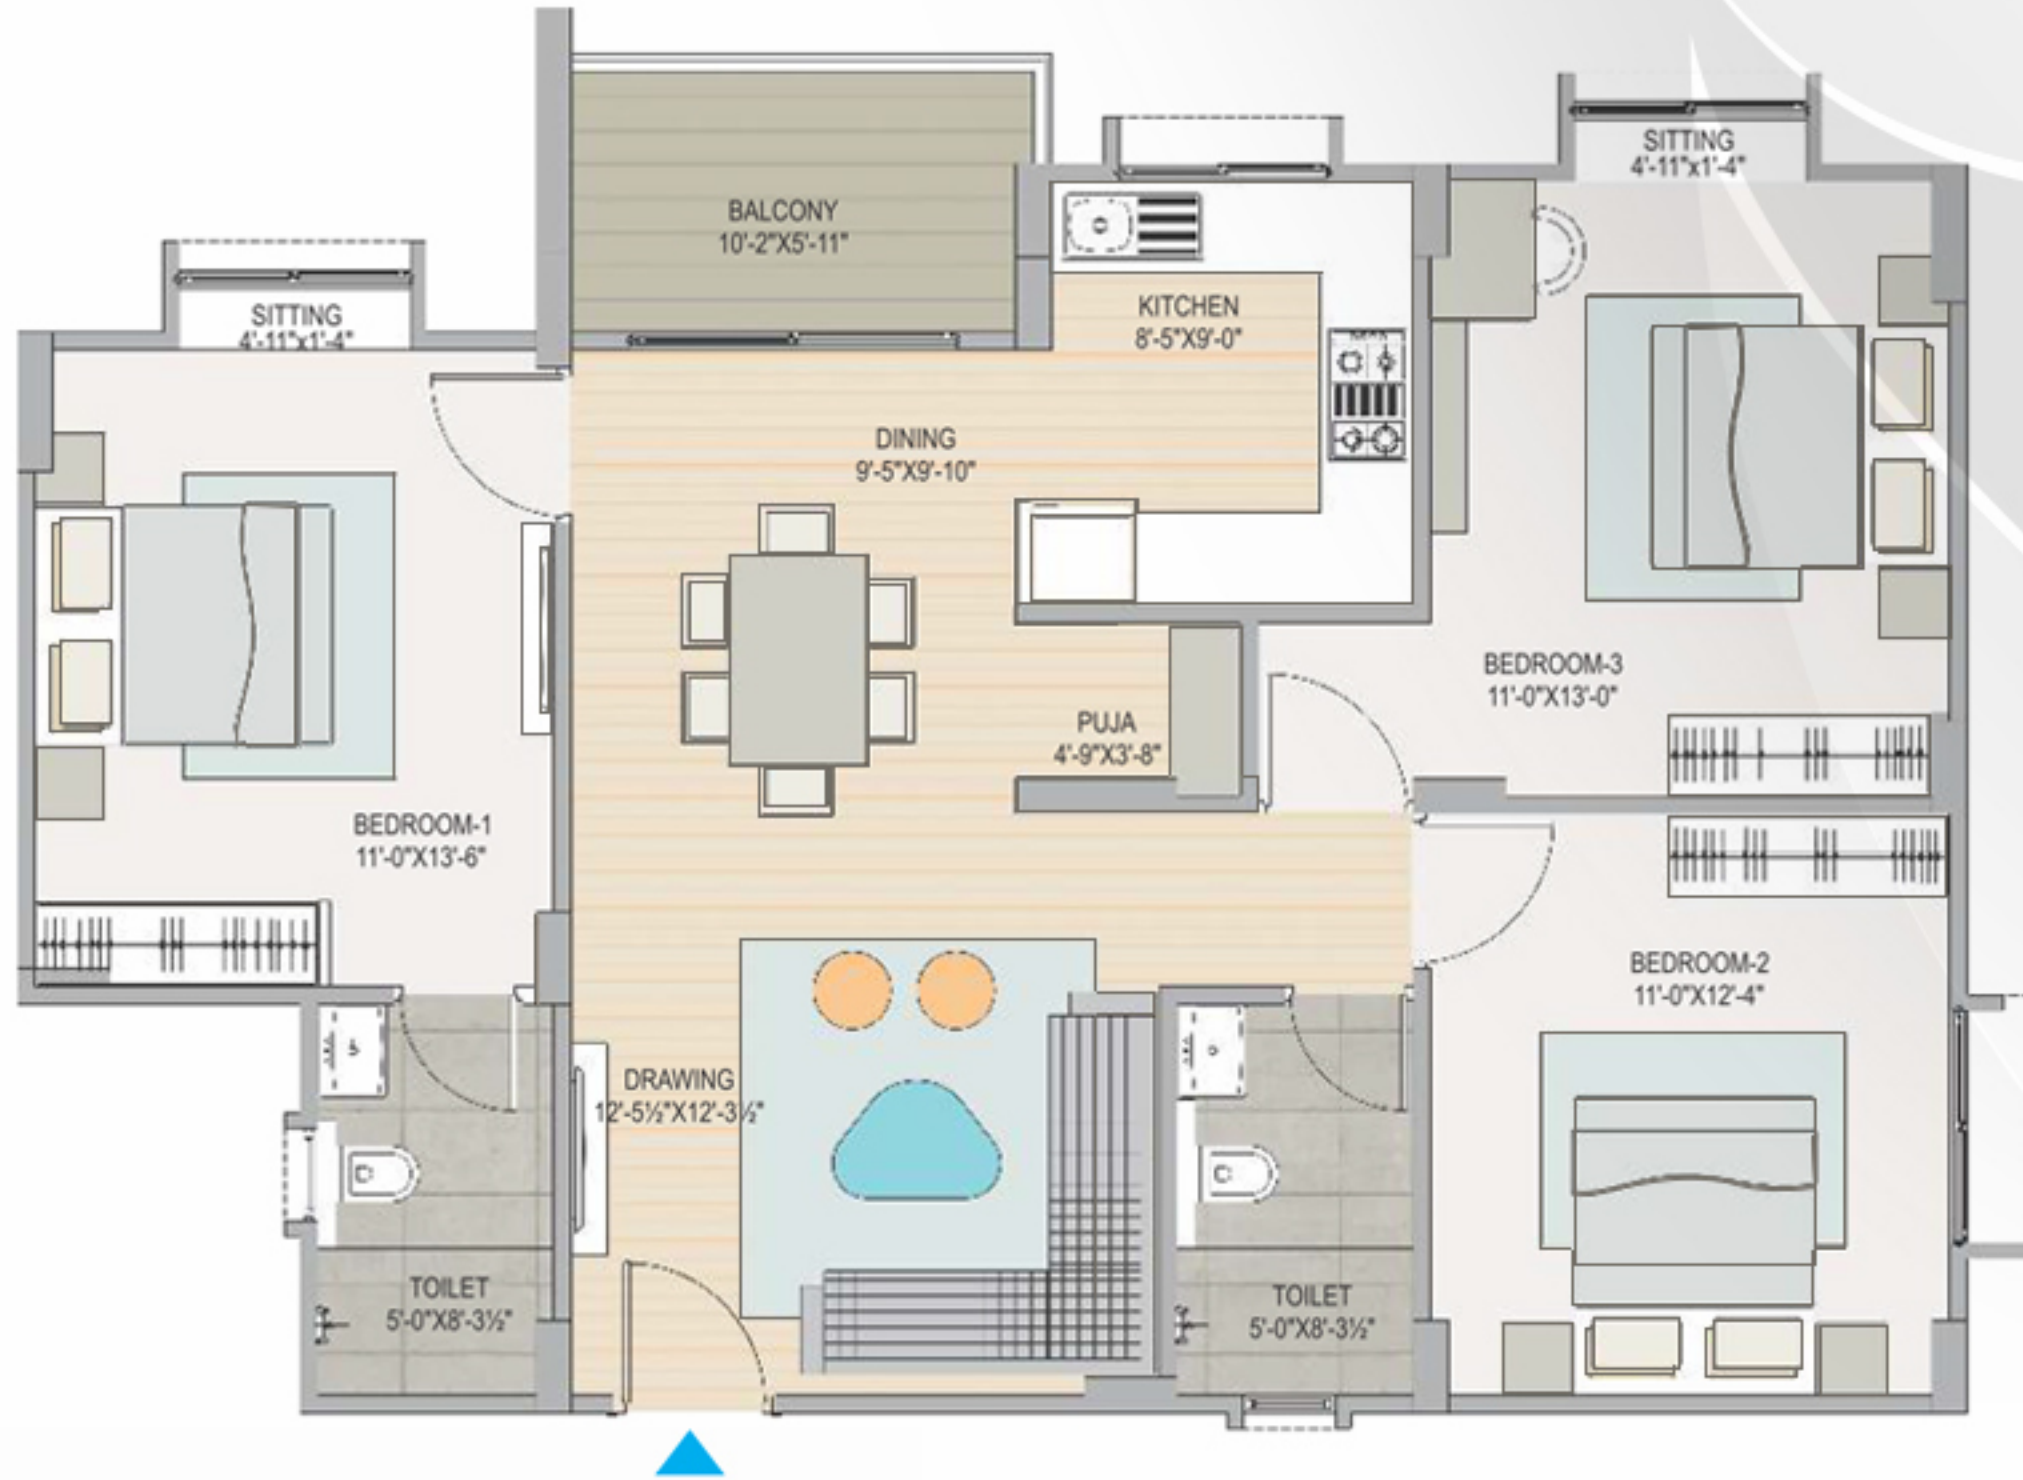 SITTING
4'-11"x1'-4"
BALCONY
10'-2"X5'-11"
KITCHEN
8'-5"X9'-0"
SITTING
4'-11"x1'-4"
DINING
9'-5"X9'-10"
BEDROOM-3
11'-0"X13'-0"
PUJA
4'-9"X3'-8"
BEDROOM-1
11'-0"X13'-6"
BEDROOM-2
11'-0"X12'-4"
DRAWING
12'-5½"X12'-3½"
TOILET
5'-0"X8'-3½"
TOILET
5'-0"X8'-3½"